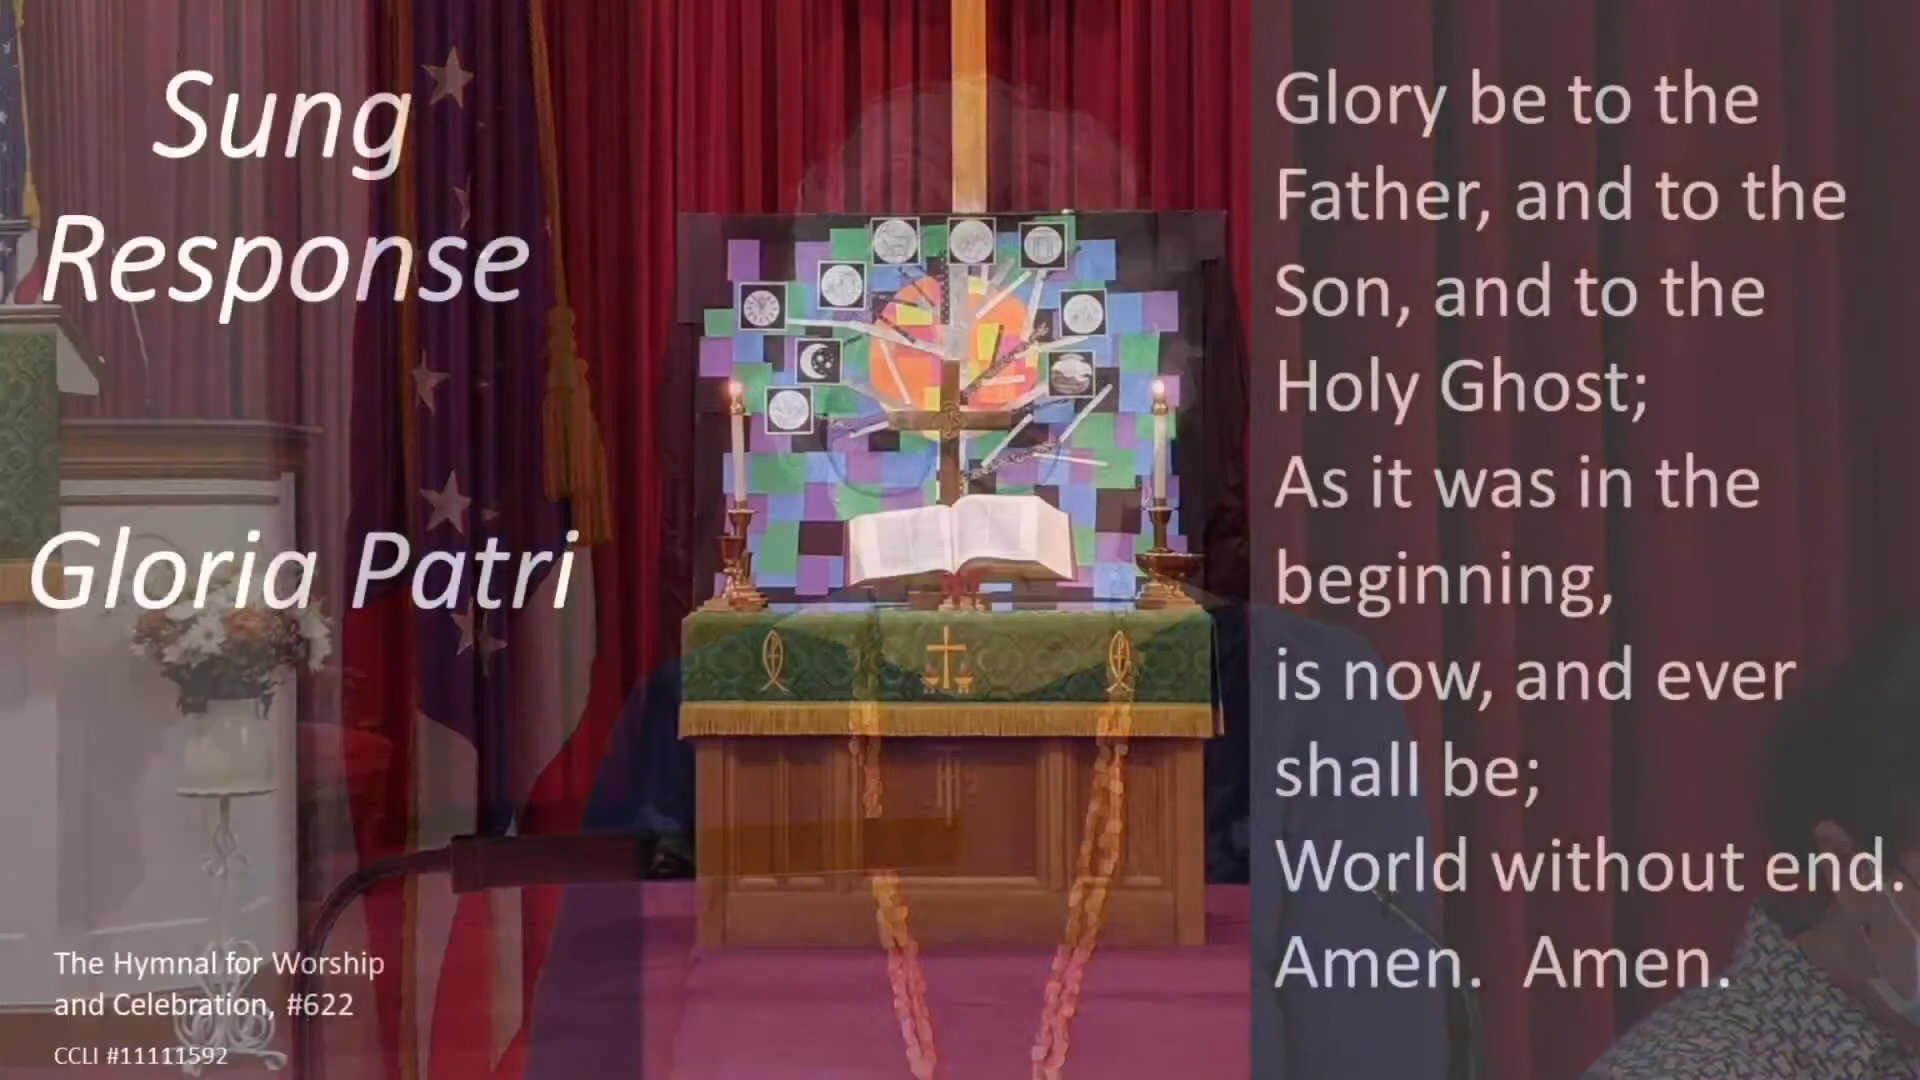 Sung
Response
Gloria Patri
The Hymnal for Worship
and Celebration, #622
CCLI #11111592
Glory be to the
Father, and to the
Son, and to the
Holy Ghost;
As it was in the
beginning,
is now, and ever
shall be;
World without end.
Amen.  Amen.